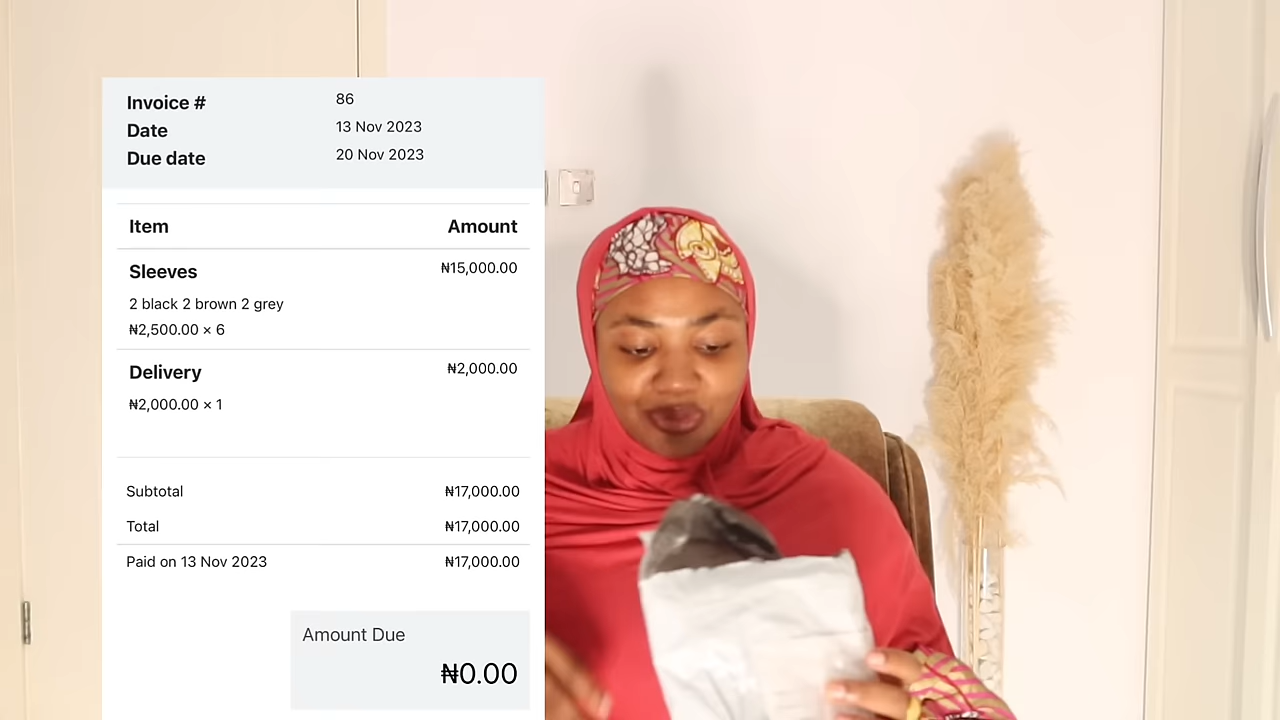 Invoice # 86
Date 13 Nov 2023
Due date 20 Nov 2023
Item Amount
Sleeves ₦15,000.00
2 black 2 brown 2 grey
₦2,500.00 × 6
Delivery ₦2,000.00
₦2,000.00 × 1
Subtotal ₦17,000.00
Total ₦17,000.00
Paid on 13 Nov 2023 ₦17,000.00
Amount Due
₦0.00